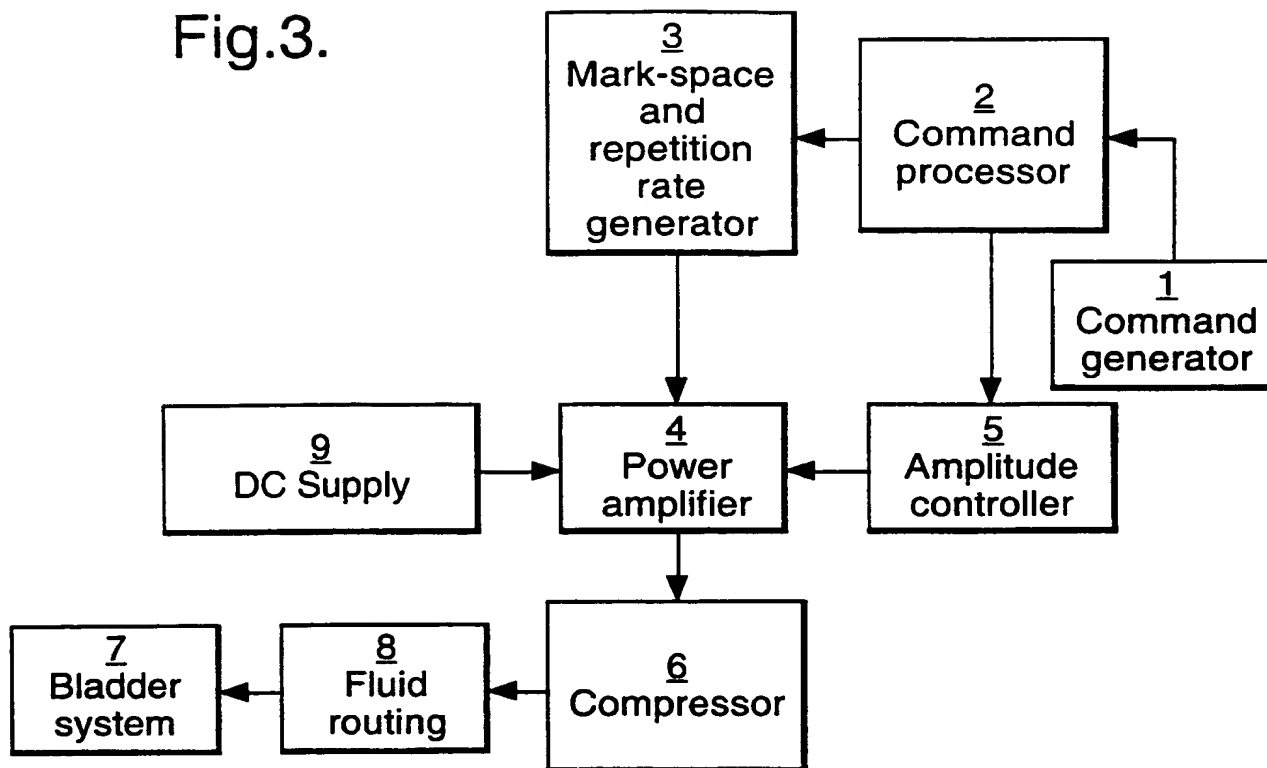 Fig.3.
3
Mark-space
and
repetition
rate
generator
2
Command
processor
1
Command
generator
9
DC Supply
4
Power
amplifier
5
Amplitude
controller
7
Bladder
system
8
Fluid
routing
6
Compressor